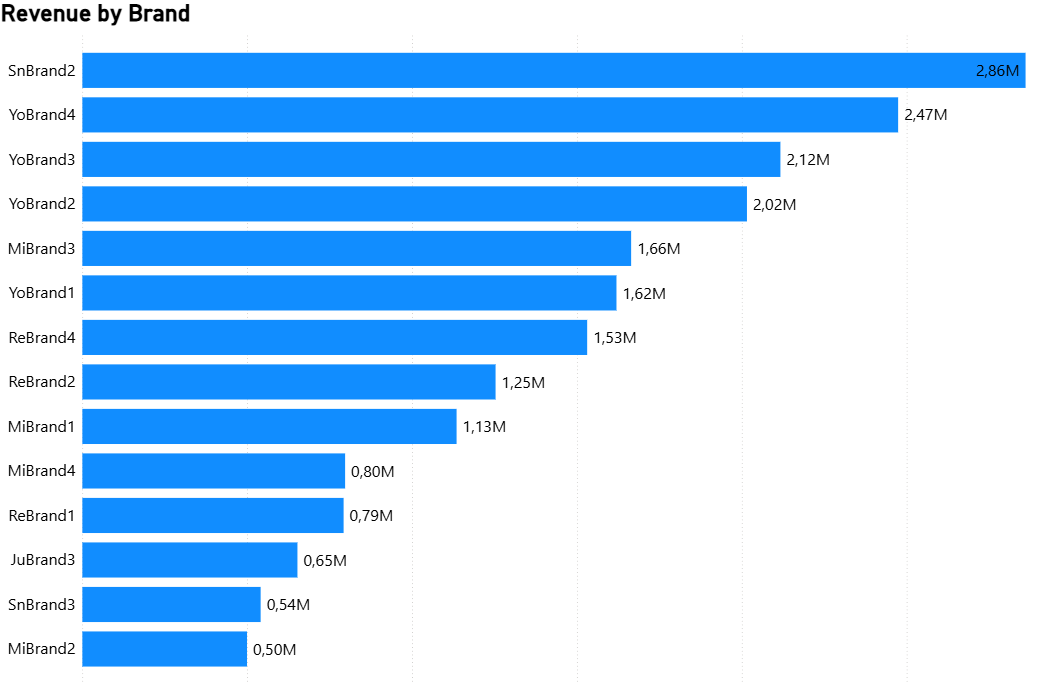 Revenue by Brand
SnBrand2 2,86M
YoBrand4 2,47M
YoBrand3 2,12M
YoBrand2 2,02M
MiBrand3 1,66M
YoBrand1 1,62M
ReBrand4 1,53M
ReBrand2 1,25M
MiBrand1 1,13M
MiBrand4 0,80M
ReBrand1 0,79M
JuBrand3 0,65M
SnBrand3 0,54M
MiBrand2 0,50M